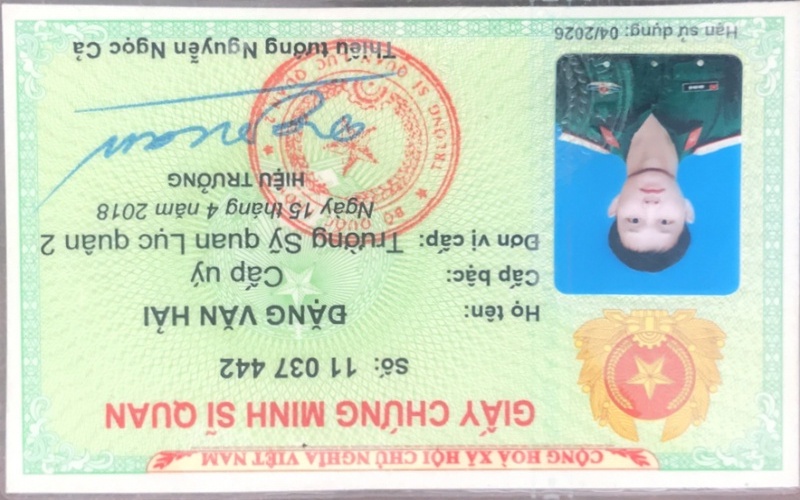 CỘNG HOÀ XÃ HỘI CHỦ NGHĨA VIỆT NAM
GIẤY CHỨNG MINH SĨ QUAN
Số: 11 037 442
Họ tên: ĐẶNG VĂN HẢI
Cấp bậc: Cấp uý
Đơn vị cấp: Trường Sỹ quan Lục quân 2
Ngày 15 tháng 4 năm 2018
HIỆU TRƯỞNG
Thiếu tướng Nguyễn Ngọc Cả
Hạn sử dụng: 04/2026